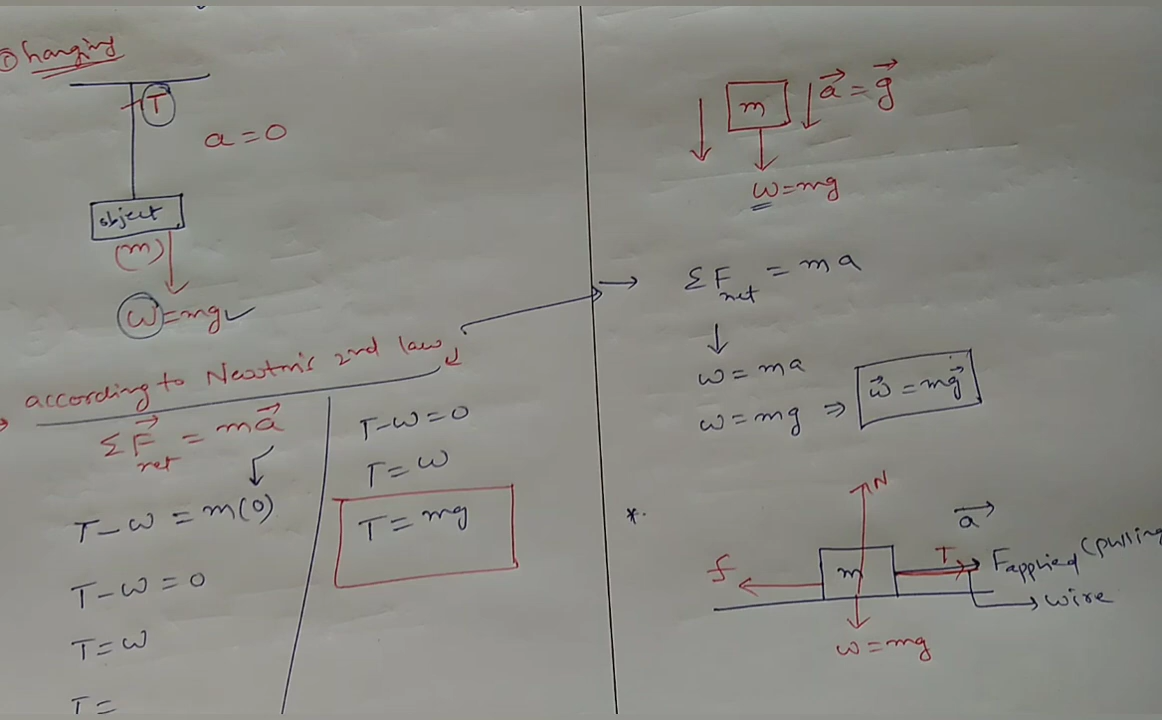 ① hanging
T
a = 0
object
(m)
w = mg ✓
according to Newton's 2nd law
ΣF⃗net = ma⃗
T - w = m(0)
T - w = 0
T = w
T =
T - w = 0
T = w
T = mg
m
a⃗ = g⃗
w = mg
→ ΣFnet = ma
↓
w = ma
w = mg ⇒ w⃗ = mg⃗
*.
N
a⃗
f
m
T
Fapplied (pulling
wire
w = mg